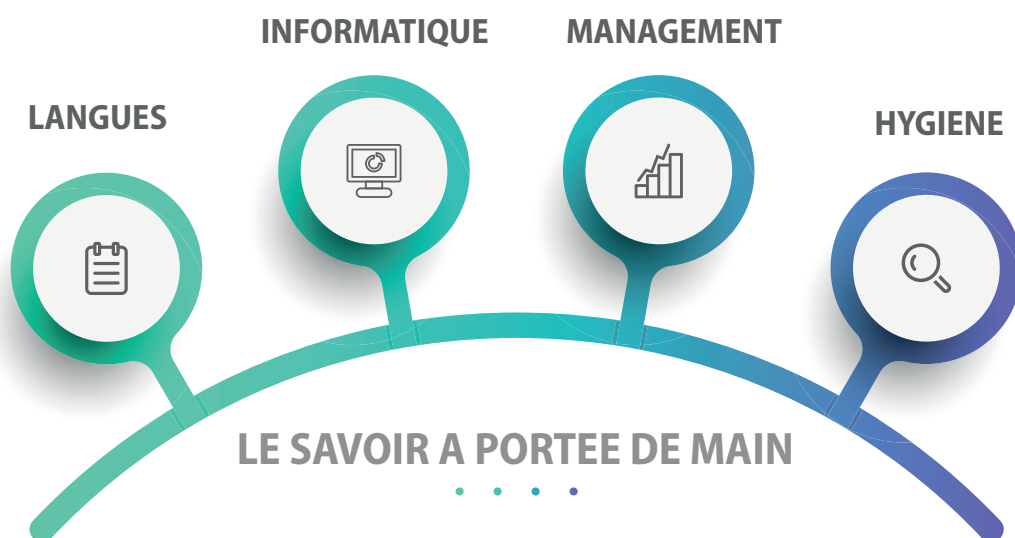 INFORMATIQUE
MANAGEMENT
LANGUES
HYGIENE
LE SAVOIR A PORTEE DE MAIN